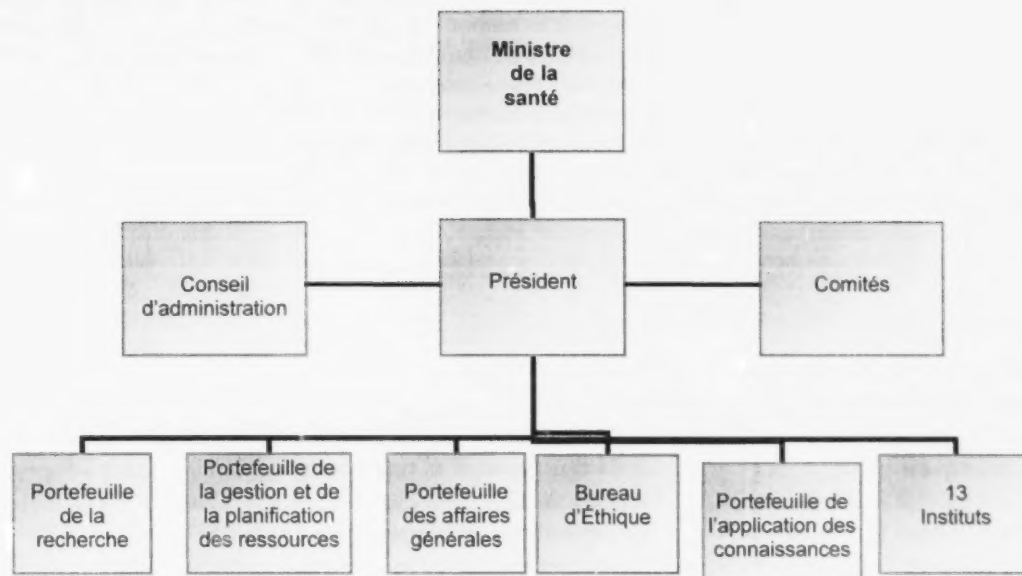 Ministre
de la
santé
Conseil
d'administration
Président
Comités
Portefeuille
de la
recherche
Portefeuille de
la gestion et de
la planification
des ressources
Portefeuille
des affaires
générales
Bureau
d'Éthique
Portefeuille de
l'application des
connaissances
13
Instituts